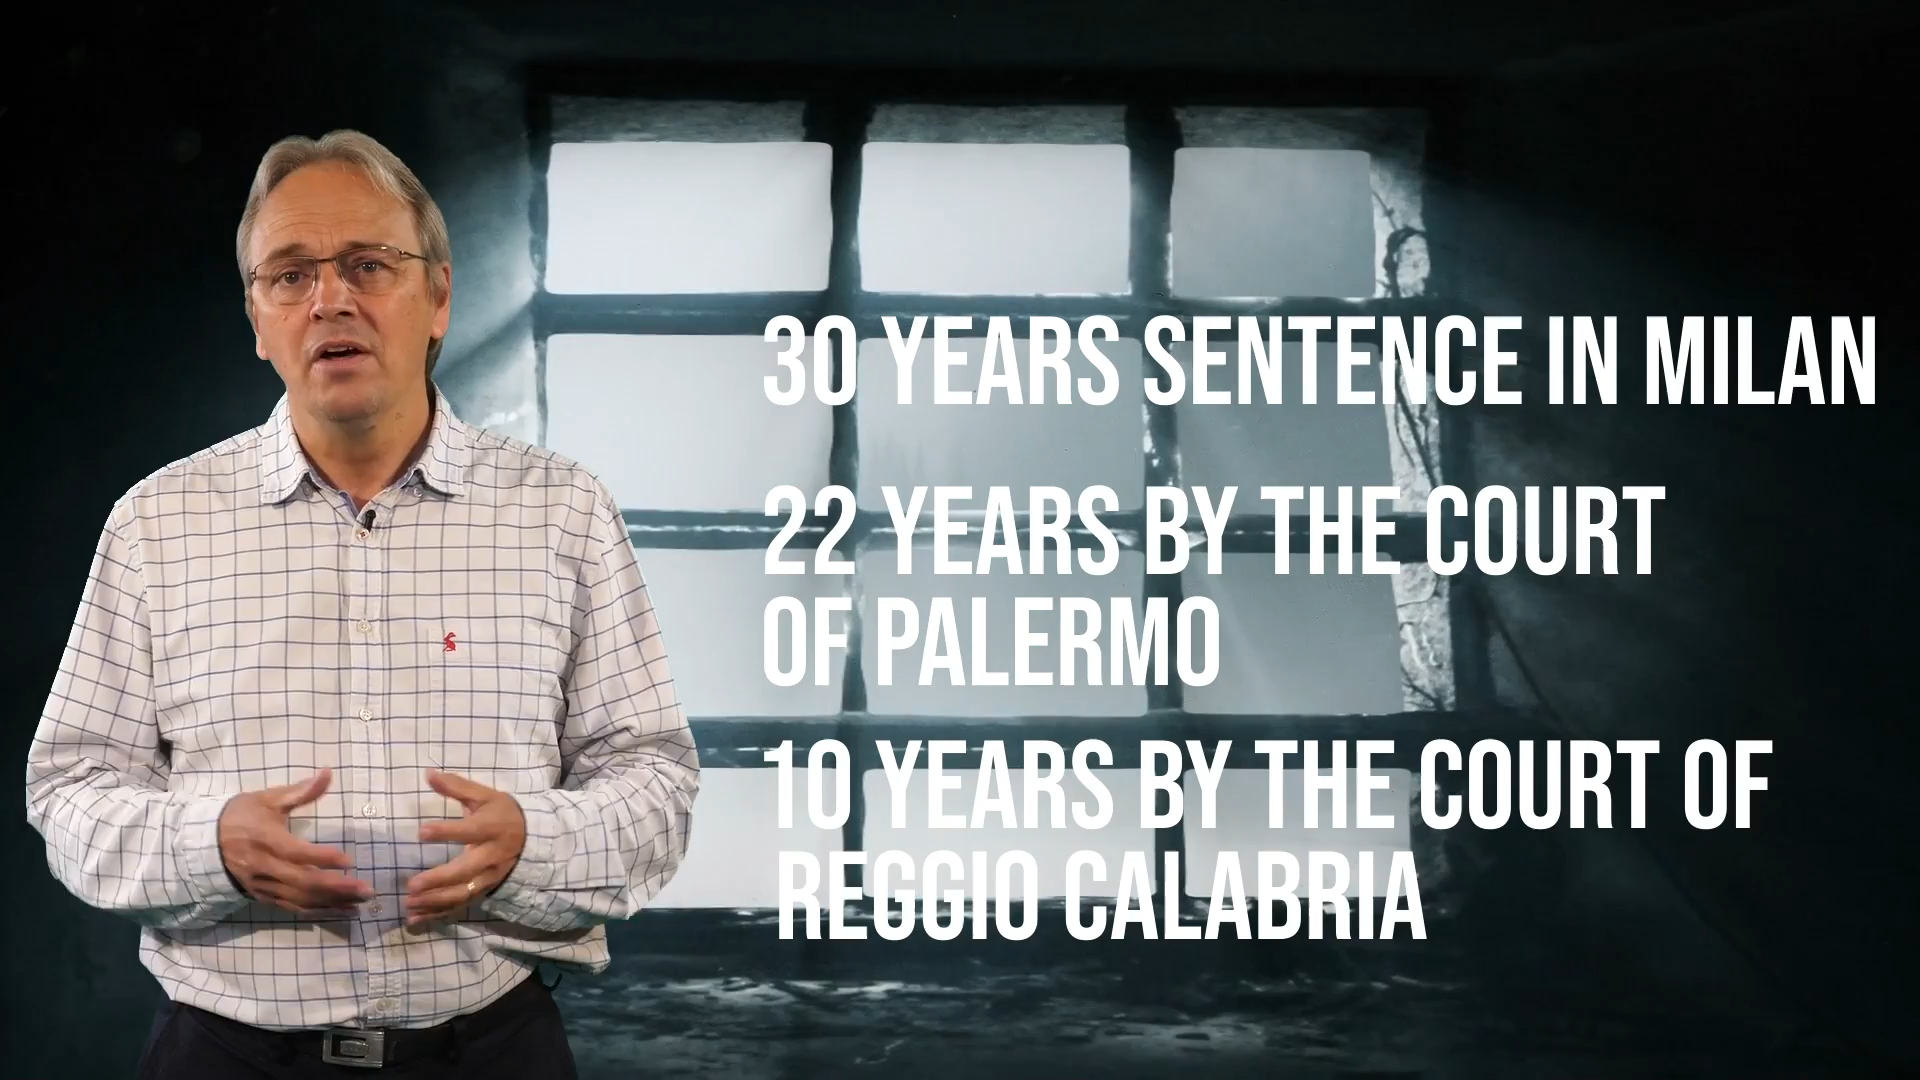 30 YEARS SENTENCE IN MILAN
22 YEARS BY THE COURT
OF PALERMO
10 YEARS BY THE COURT OF
REGGIO CALABRIA